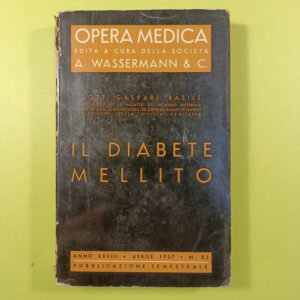 OPERA MEDICA
EDITA A CURA DELLA SOCIETÀ
A. WASSERMANN & C.
DOTT. GASPARE BASILE
IL DIABETE
MELLITO
ANNO XXVIII • APRILE 1937 • N. 82
PUBBLICAZIONE SEMESTRALE